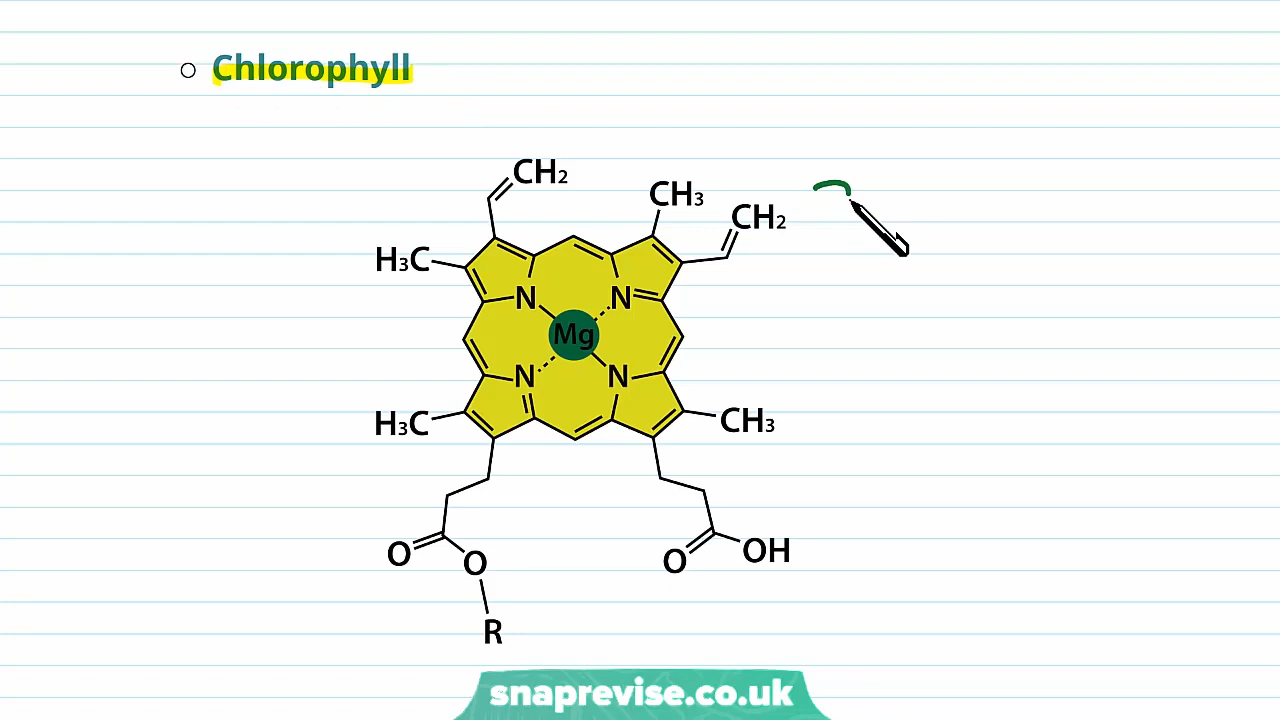 Chlorophyll
CH₂
CH₃
CH₂
H₃C
N
N
Mg
N
N
H₃C
CH₃
O
O
O
OH
R
snaprevise.co.uk